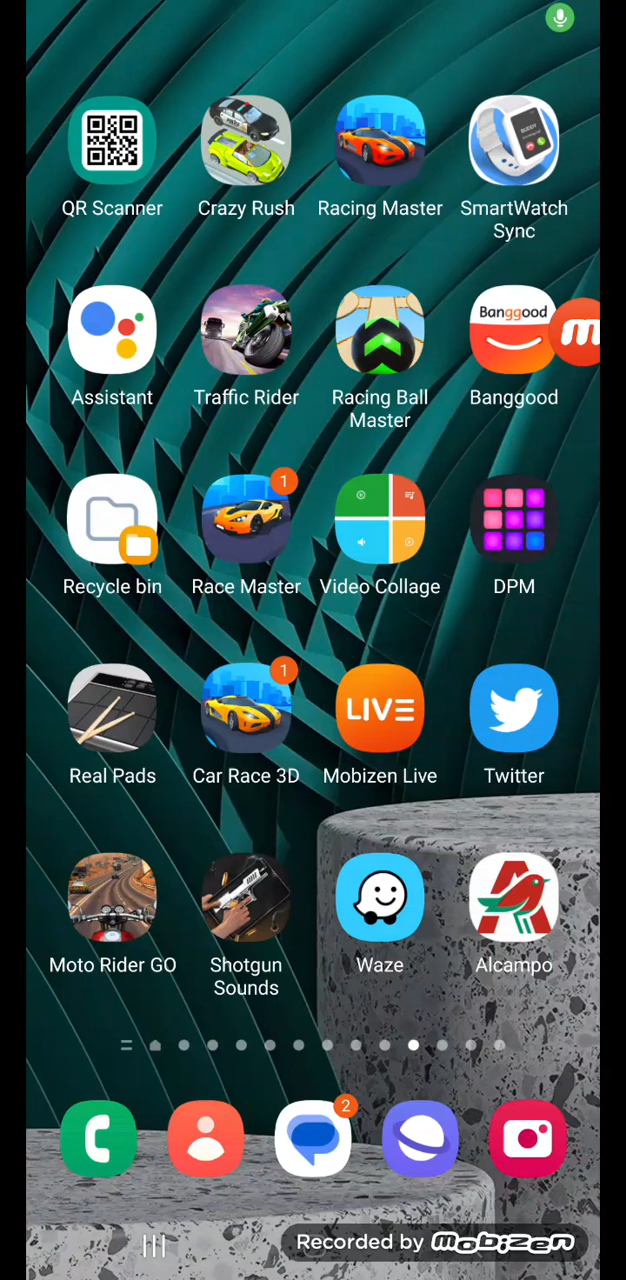 QR Scanner
Crazy Rush
Racing Master
SmartWatch
Sync
BUDDY
Assistant
Traffic Rider
Racing Ball
Master
Banggood
Banggood
m
Recycle bin
1
Race Master
Video Collage
DPM
Real Pads
1
Car Race 3D
LIVE
Mobizen Live
Twitter
Moto Rider GO
Shotgun
Sounds
Waze
A
Alcampo
2
Recorded by Mobizen